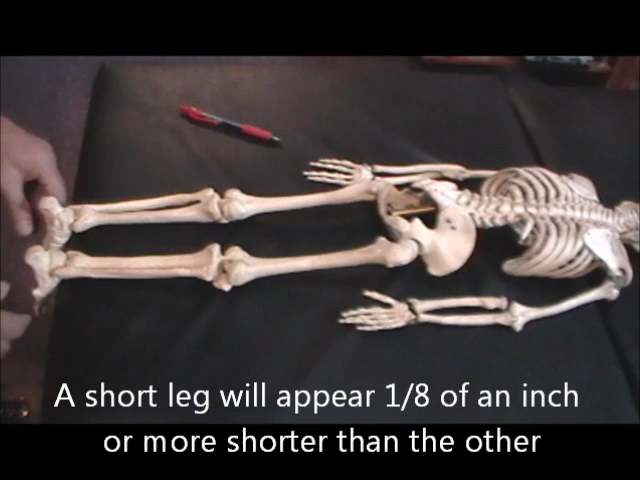 A short leg will appear 1/8 of an inch
or more shorter than the other